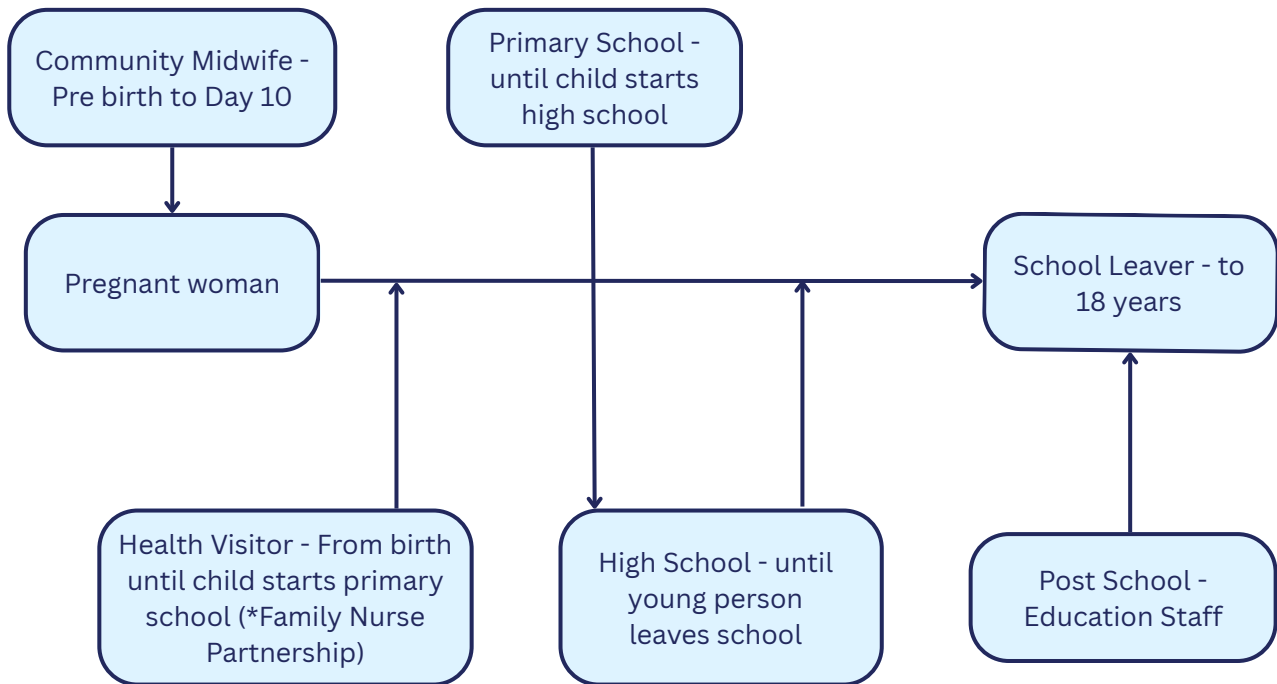 Community Midwife -
Pre birth to Day 10
Primary School -
until child starts
high school
Pregnant woman
School Leaver - to
18 years
Health Visitor - From birth
until child starts primary
school (*Family Nurse
Partnership)
High School - until
young person
leaves school
Post School -
Education Staff